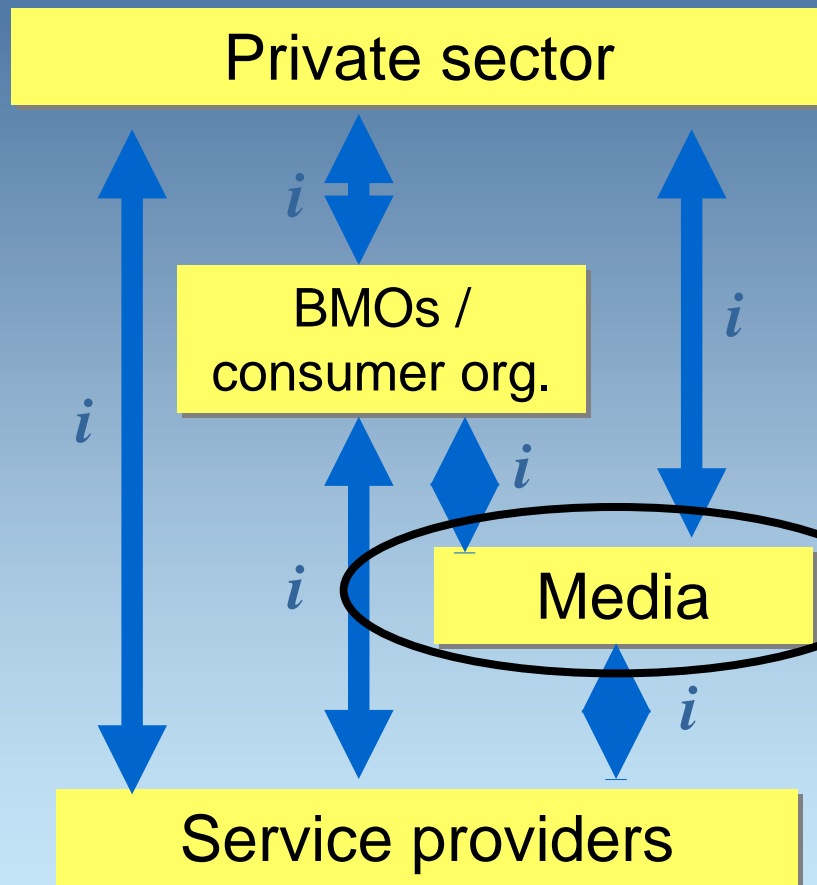 Private sector
i
i
BMOs /
consumer org.
i
i
i
Media
i
Service providers